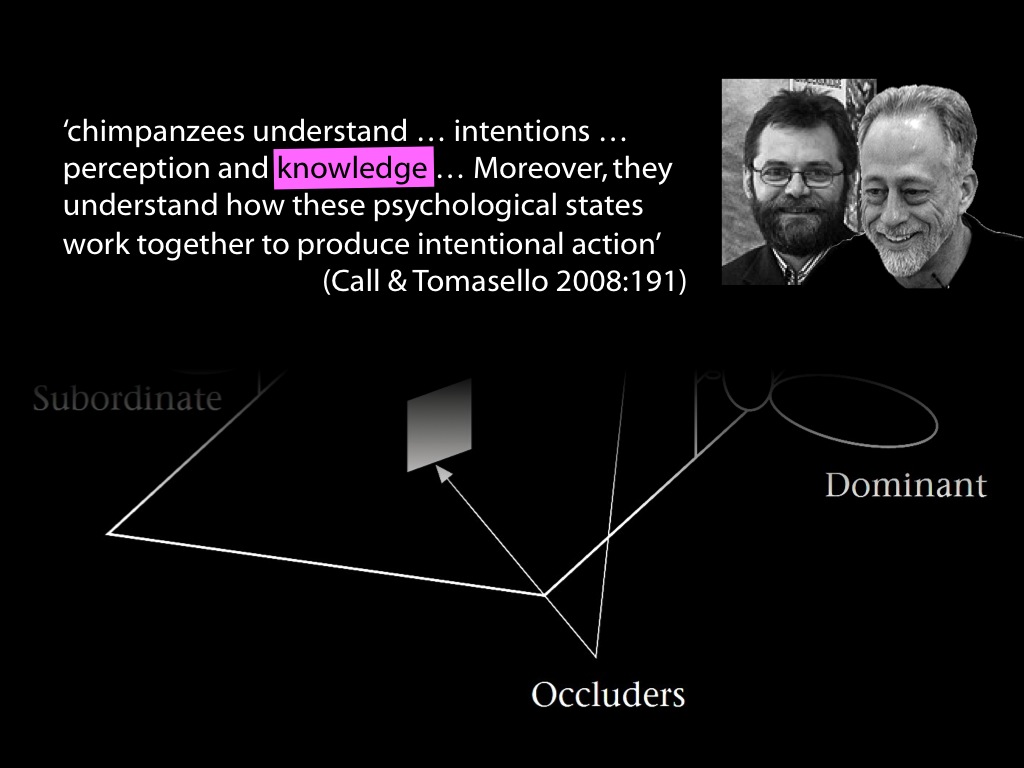 ‘chimpanzees understand … intentions …
perception and knowledge … Moreover, they
understand how these psychological states
work together to produce intentional action’
(Call & Tomasello 2008:191)
Subordinate
Dominant
Occluders